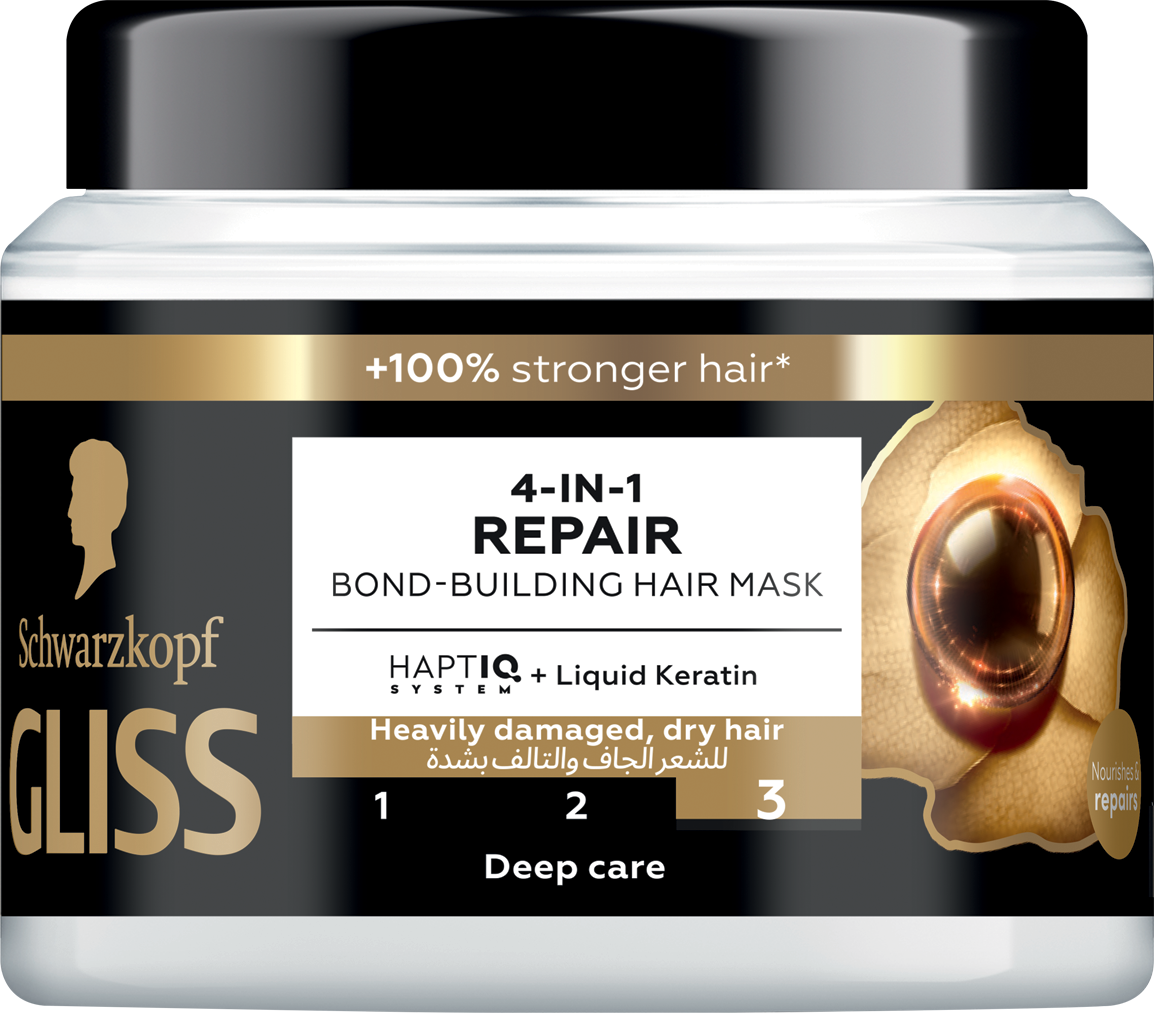 +100% stronger hair*
4-IN-1
REPAIR
BOND-BUILDING HAIR MASK
HAPTIQ
SYSTEM
+ Liquid Keratin
Heavily damaged, dry hair
للشعر الجاف والتالف بشدة
1 2 3
Deep care
Schwarzkopf
GLISS
Nourishes &
repairs